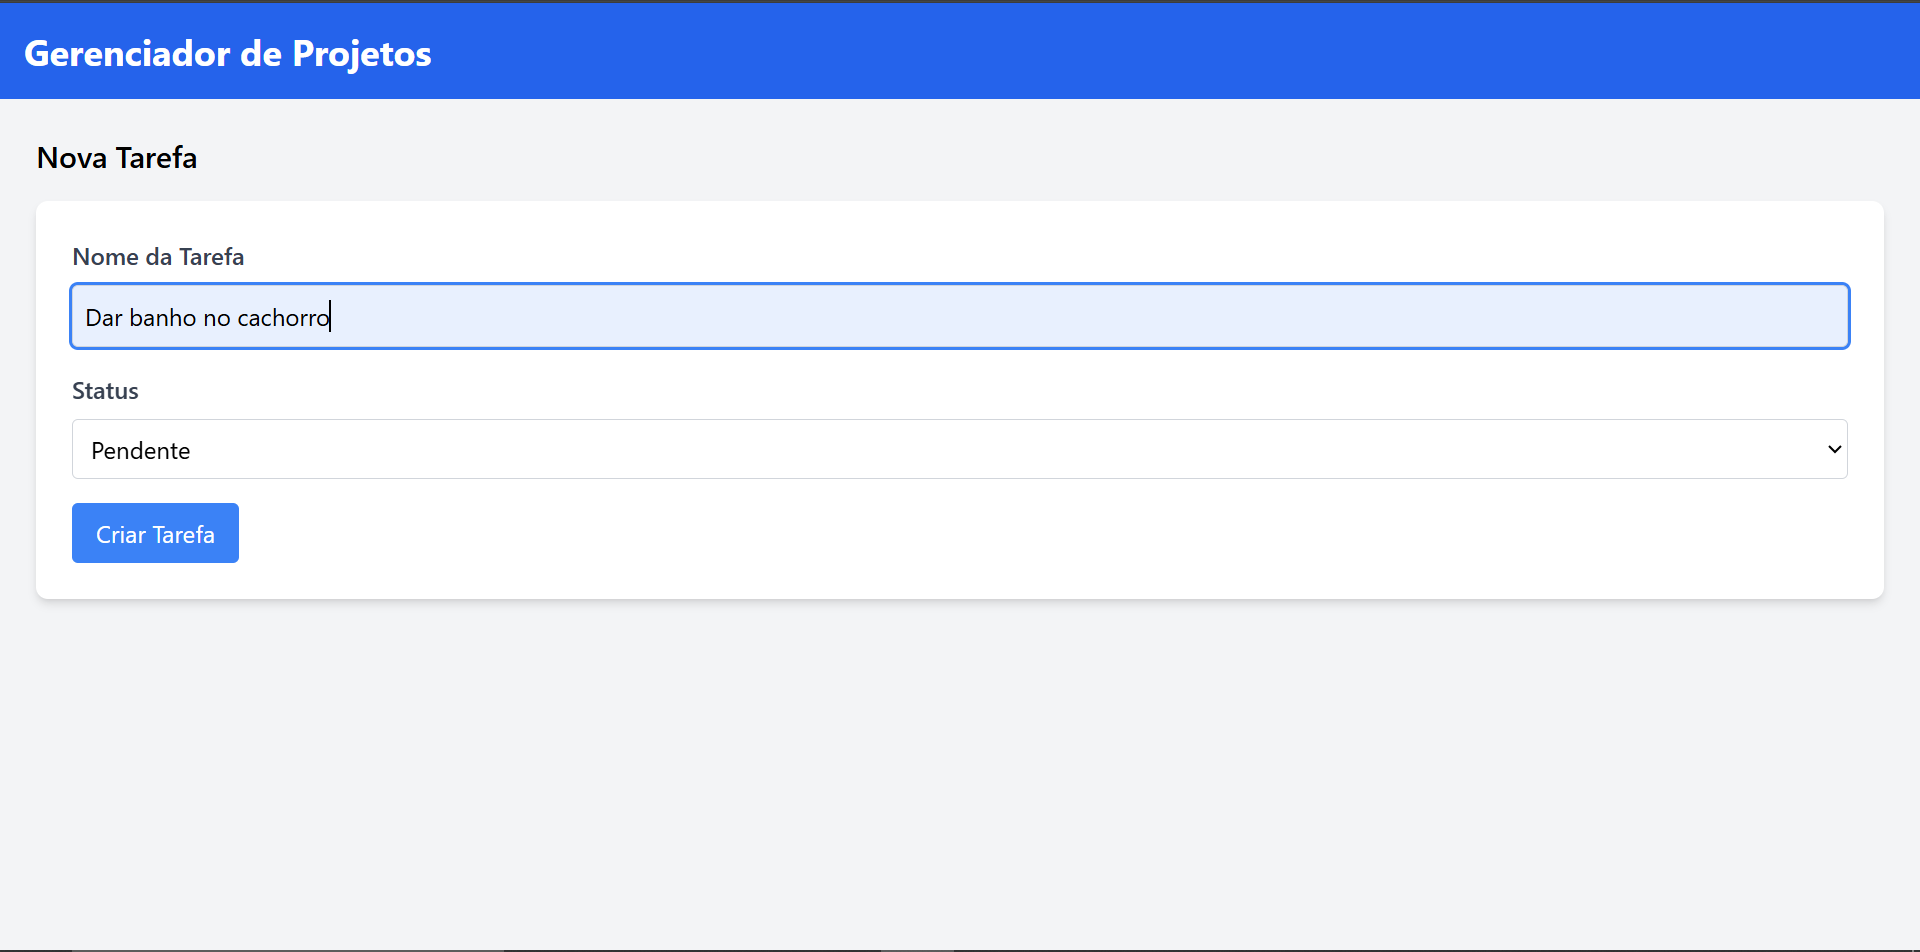 Gerenciador de Projetos
Nova Tarefa
Nome da Tarefa
Dar banho no cachorro
Status
Pendente
Criar Tarefa